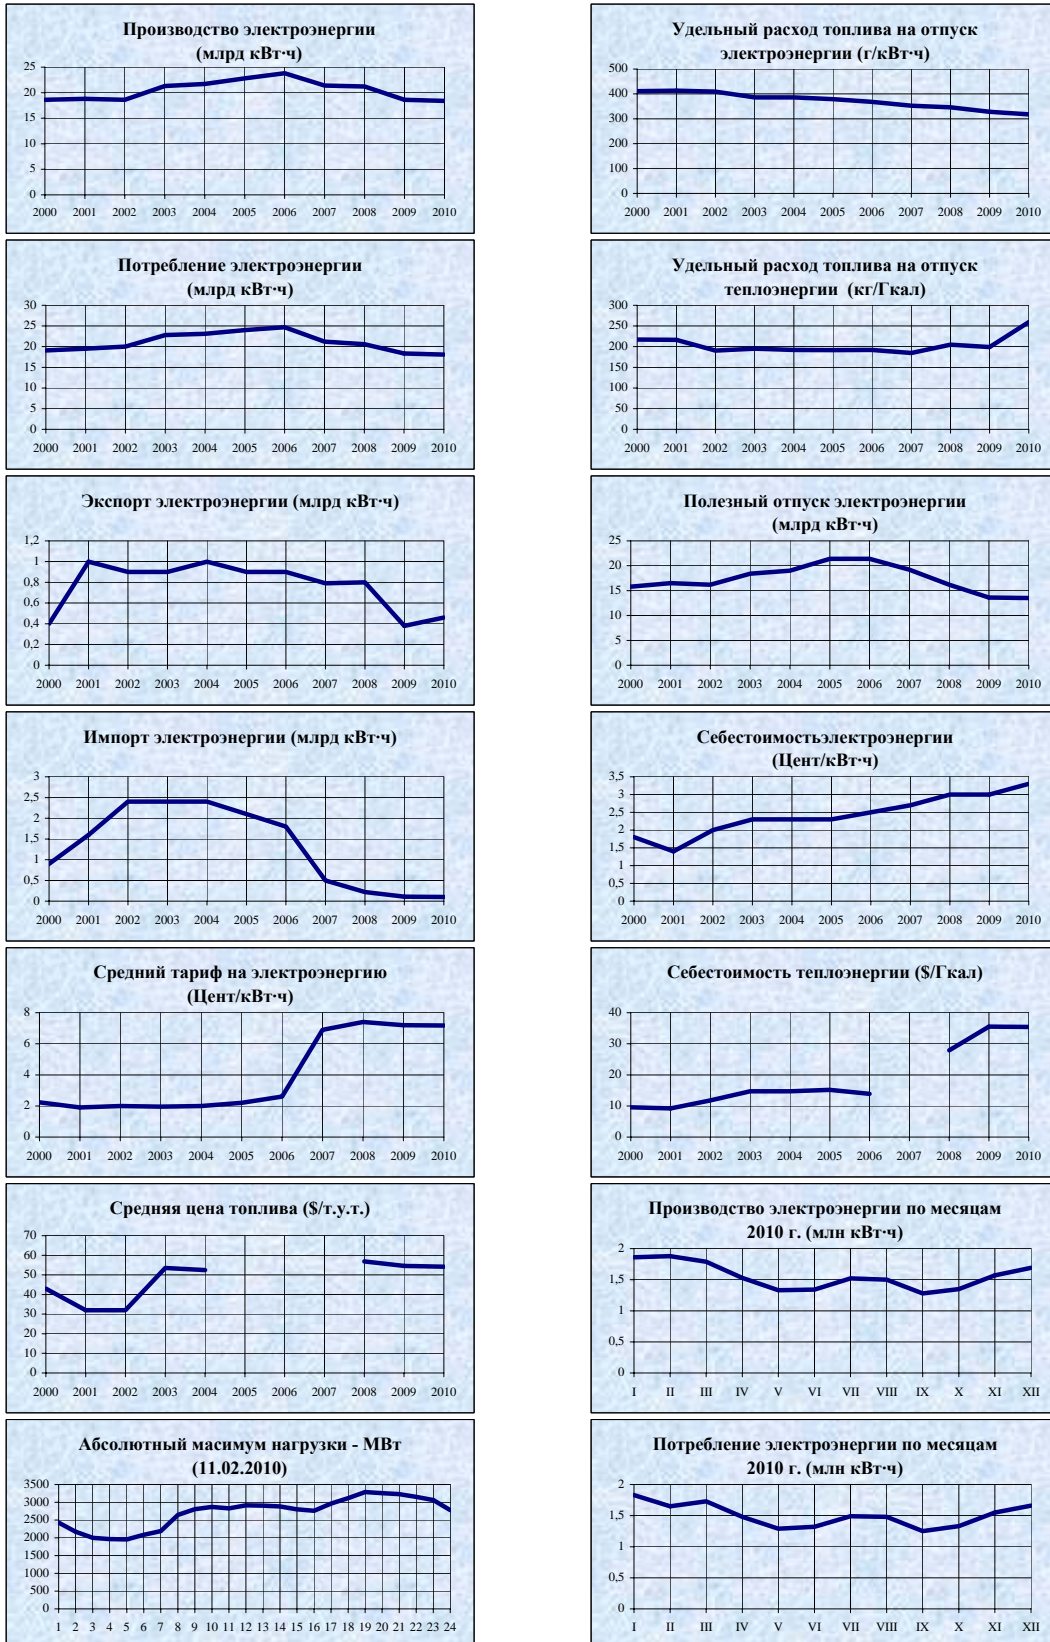 Производство электроэнергии
(млрд кВт·ч)
25
20
15
10
5
0
2000 2001 2002 2003 2004 2005 2006 2007 2008 2009 2010
Удельный расход топлива на отпуск
электроэнергии (г/кВт·ч)
500
400
300
200
100
0
2000 2001 2002 2003 2004 2005 2006 2007 2008 2009 2010
Потребление электроэнергии
(млрд кВт·ч)
30
25
20
15
10
5
0
2000 2001 2002 2003 2004 2005 2006 2007 2008 2009 2010
Удельный расход топлива на отпуск
теплоэнергии (кг/Гкал)
300
250
200
150
100
50
0
2000 2001 2002 2003 2004 2005 2006 2007 2008 2009 2010
Экспорт электроэнергии (млрд кВт·ч)
1,2
1
0,8
0,6
0,4
0,2
0
2000 2001 2002 2003 2004 2005 2006 2007 2008 2009 2010
Полезный отпуск электроэнергии
(млрд кВт·ч)
25
20
15
10
5
0
2000 2001 2002 2003 2004 2005 2006 2007 2008 2009 2010
Импорт электроэнергии (млрд кВт·ч)
3
2,5
2
1,5
1
0,5
0
2000 2001 2002 2003 2004 2005 2006 2007 2008 2009 2010
Себестоимостьэлектроэнергии
(Цент/кВт·ч)
3,5
3
2,5
2
1,5
1
0,5
0
2000 2001 2002 2003 2004 2005 2006 2007 2008 2009 2010
Средний тариф на электроэнергию
(Цент/кВт·ч)
8
6
4
2
0
2000 2001 2002 2003 2004 2005 2006 2007 2008 2009 2010
Себестоимость теплоэнергии ($/Гкал)
40
30
20
10
0
2000 2001 2002 2003 2004 2005 2006 2007 2008 2009 2010
Средняя цена топлива ($/т.у.т.)
70
60
50
40
30
20
10
0
2000 2001 2002 2003 2004 2005 2006 2007 2008 2009 2010
Производство электроэнергии по месяцам
2010 г. (млн кВт·ч)
2
1,5
1
0,5
0
I II III IV V VI VII VIII IX X XI XII
Абсолютный масимум нагрузки - МВт
(11.02.2010)
3500
3000
2500
2000
1500
1000
500
0
1 2 3 4 5 6 7 8 9 10 11 12 13 14 15 16 17 18 19 20 21 22 23 24
Потребление электроэнергии по месяцам
2010 г. (млн кВт·ч)
2
1,5
1
0,5
0
I II III IV V VI VII VIII IX X XI XII